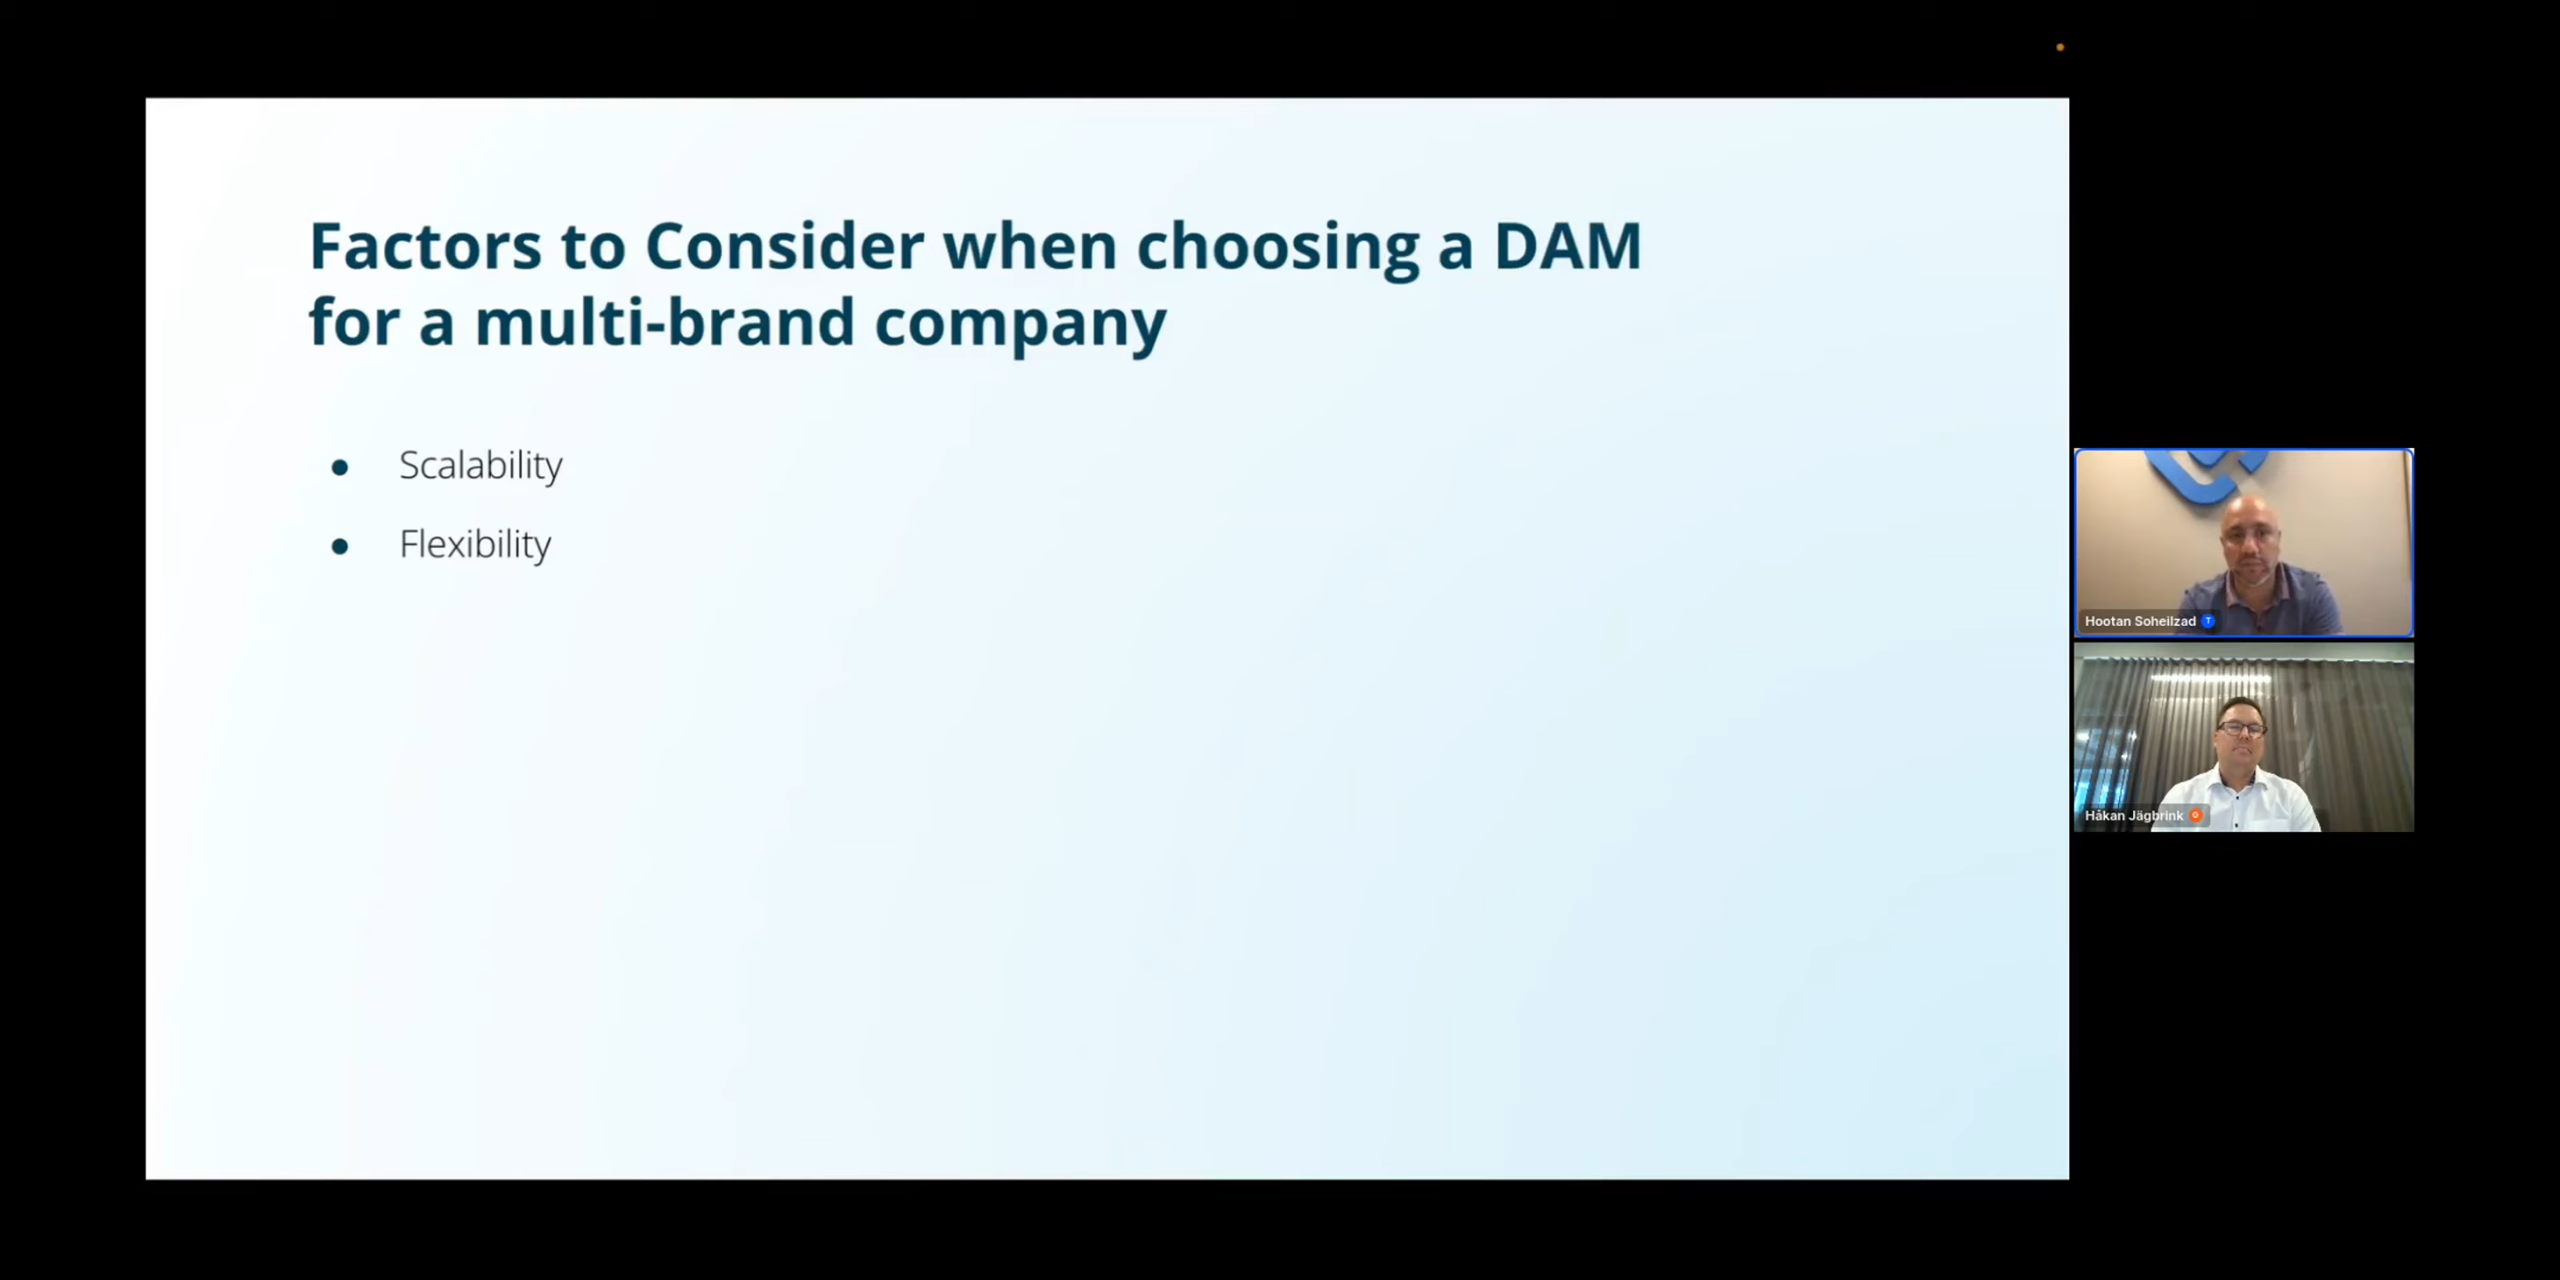 Factors to Consider when choosing a DAM
for a multi-brand company
● Scalability
● Flexibility
Hootan Soheilzad T
Håkan Jägbrink